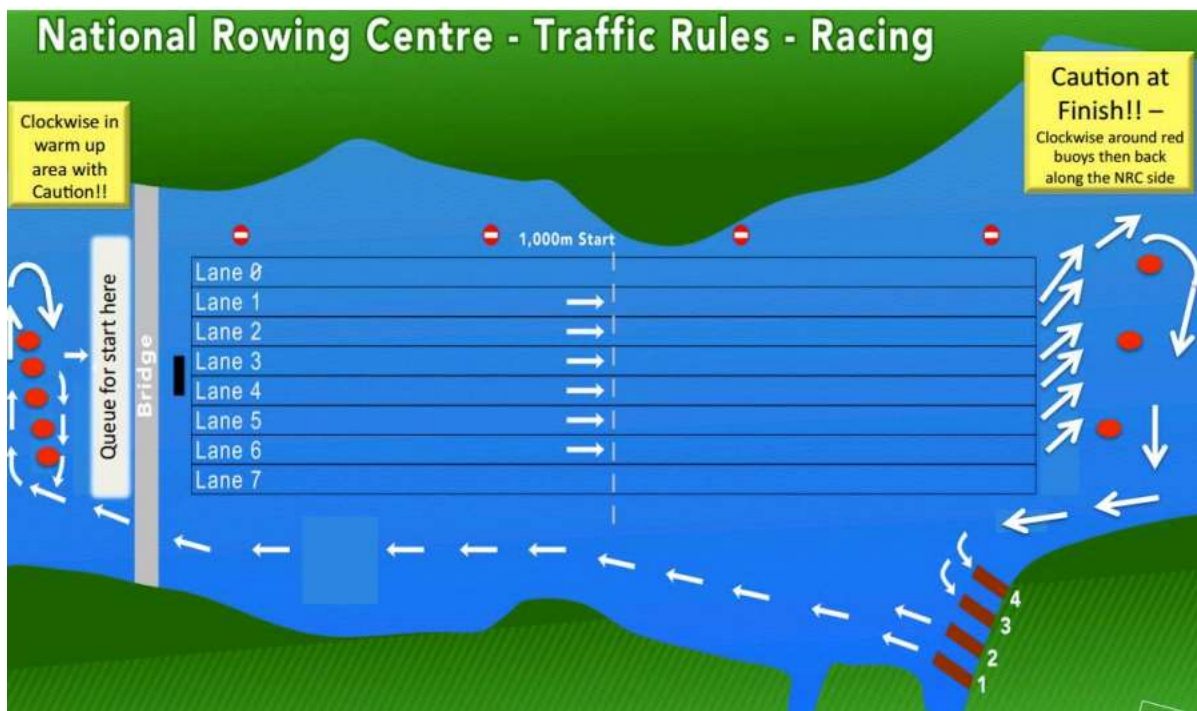 National Rowing Centre - Traffic Rules - Racing
Clockwise in
warm up
area with
Caution!!
Caution at
Finish!! –
Clockwise around red
buoys then back
along the NRC side
1,000m Start
Queue for start here
Bridge
Lane 0
Lane 1
Lane 2
Lane 3
Lane 4
Lane 5
Lane 6
Lane 7
4
3
2
1